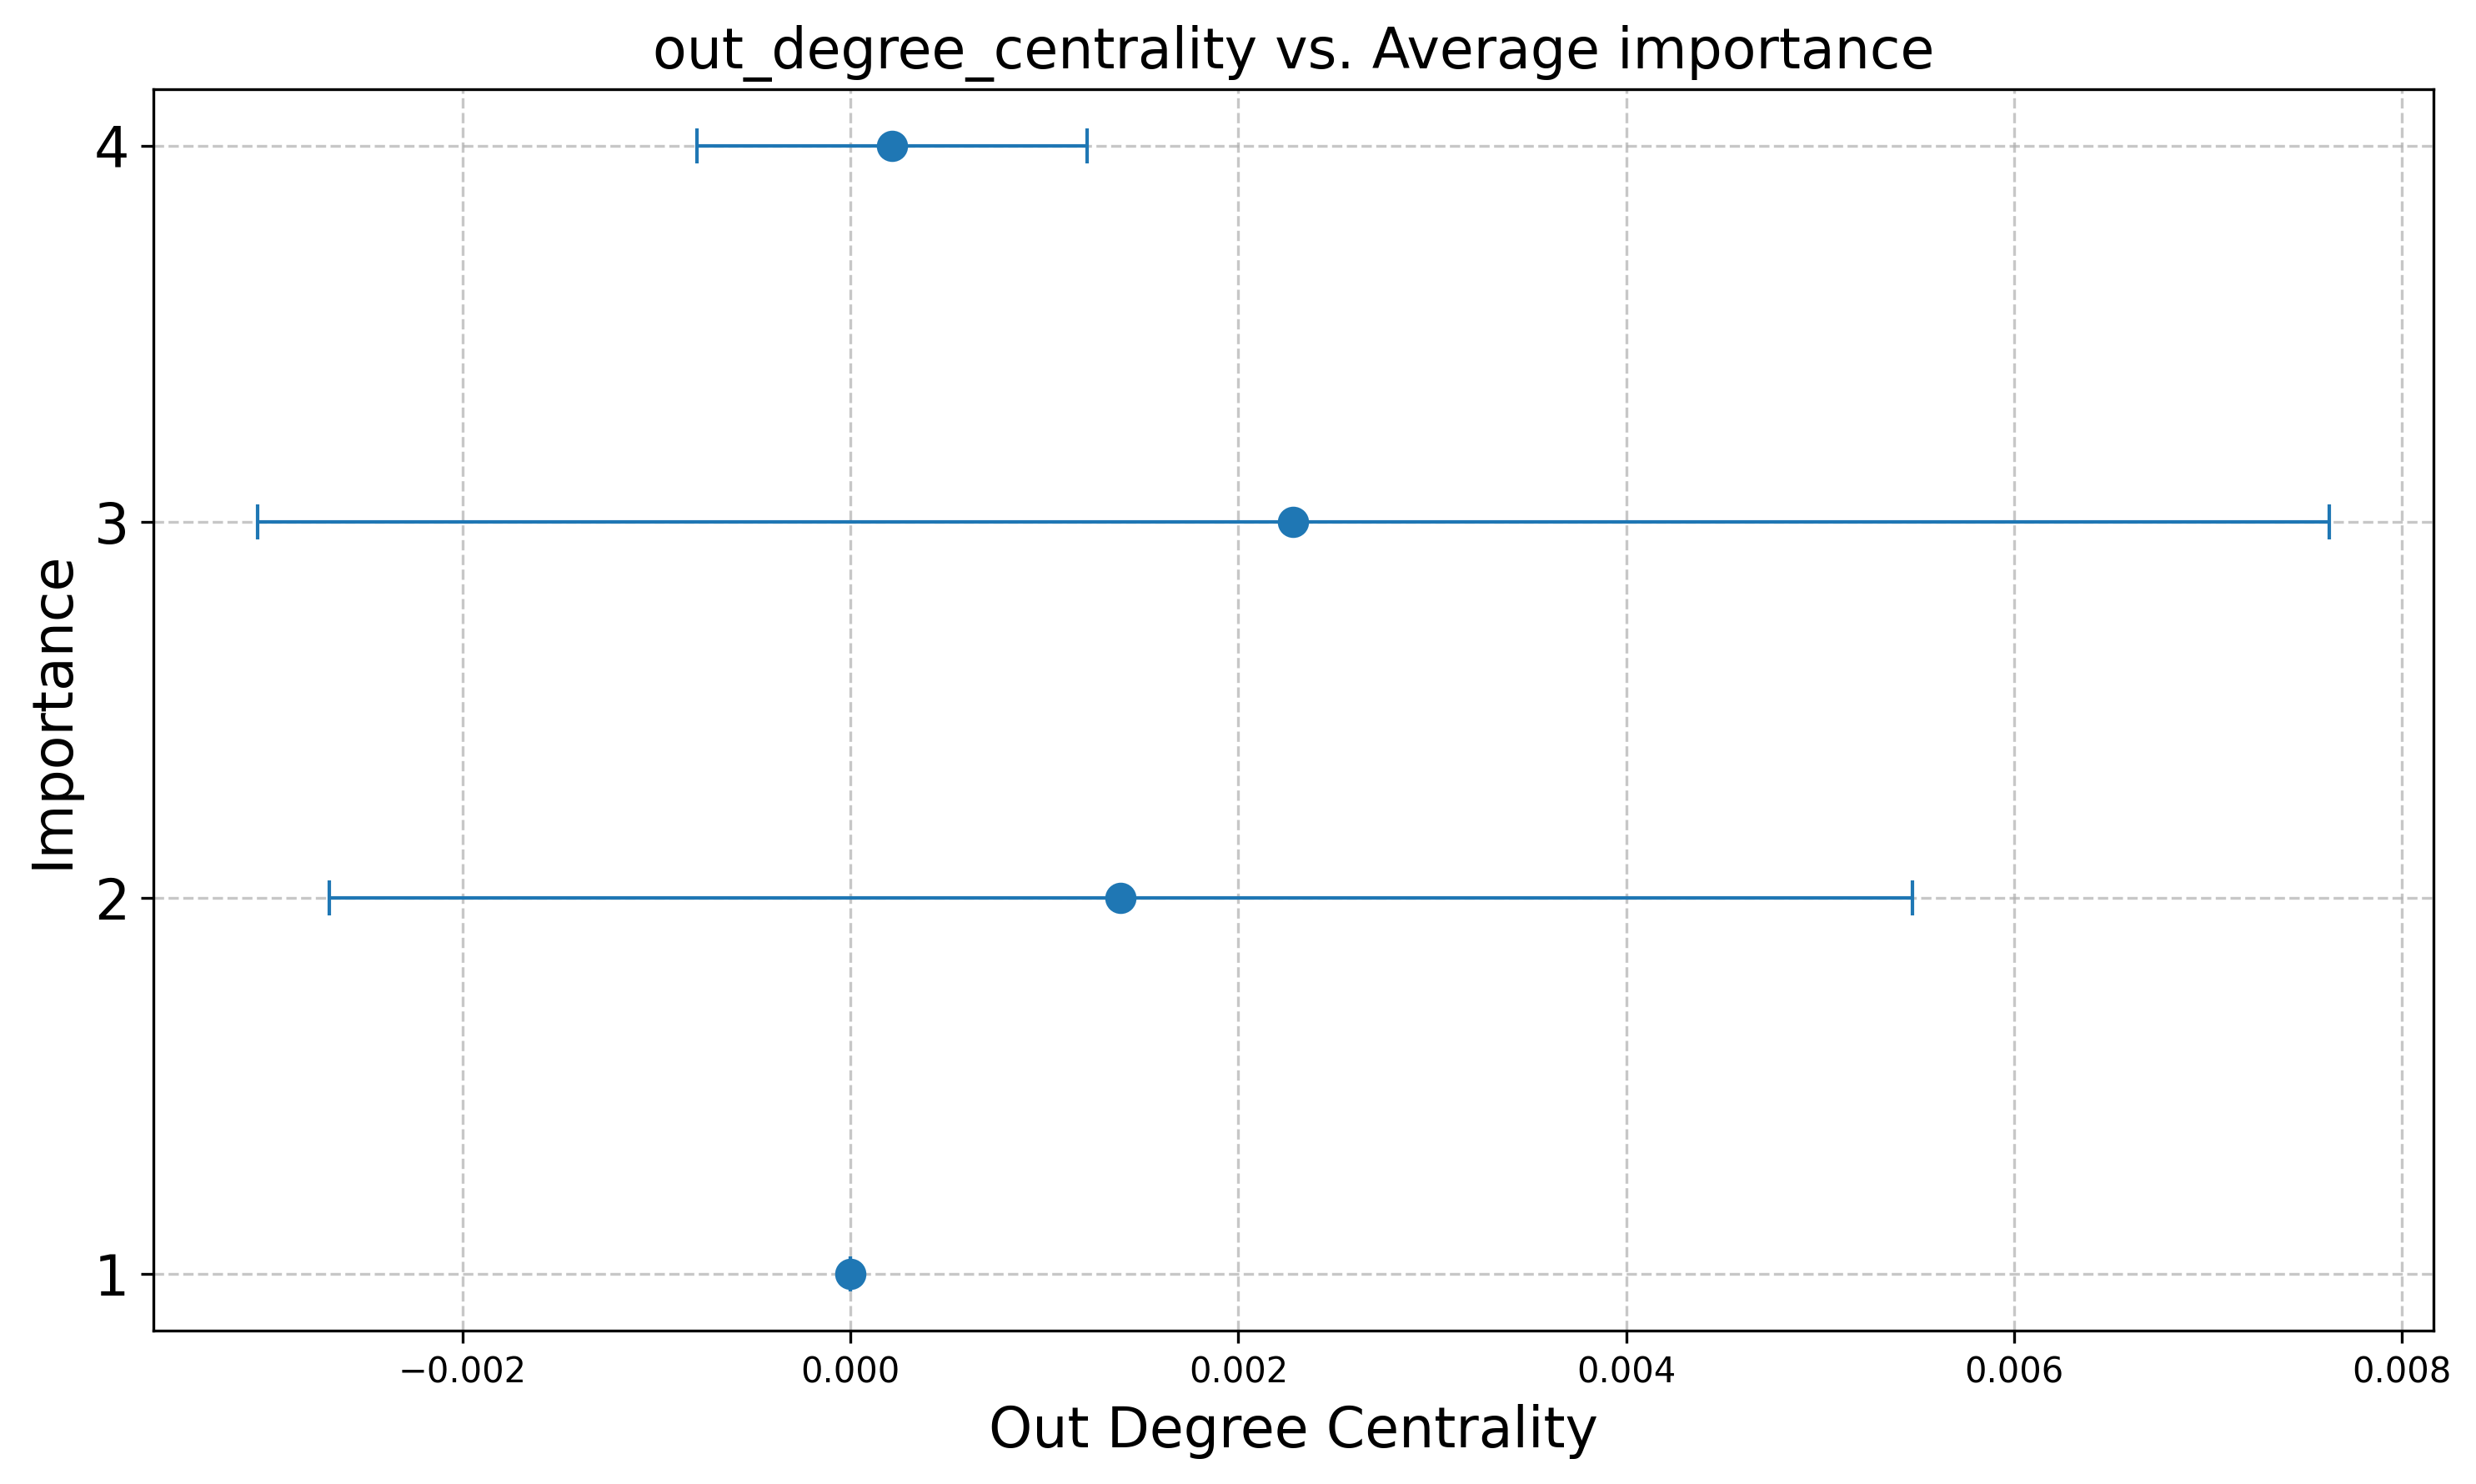 out_degree_centrality vs. Average importance
4
3
2
1
Importance
−0.002 0.000 0.002 0.004 0.006 0.008
Out Degree Centrality